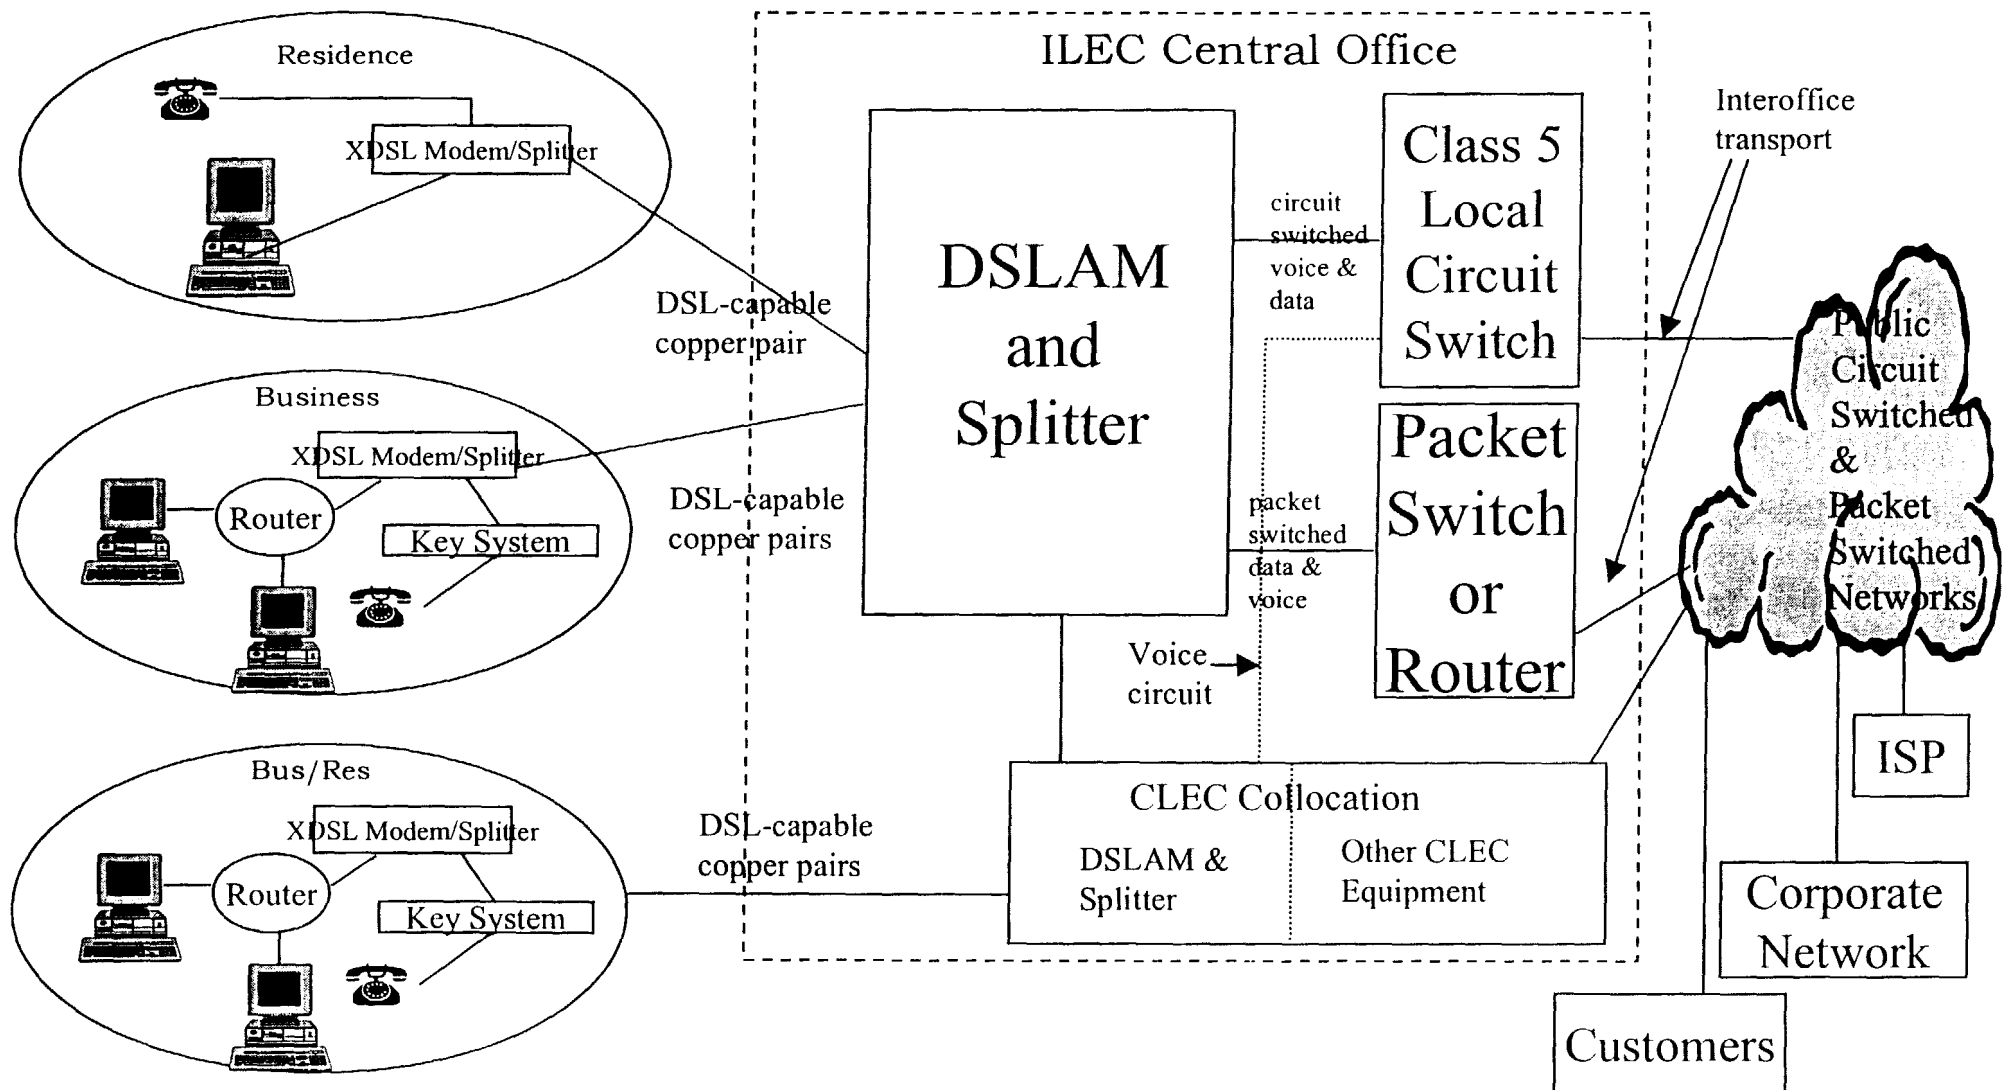 ILEC Central Office
Residence
XDSL Modem/Splitter
DSL-capable
copper pair
Business
XDSL Modem/Splitter
Router
Key System
DSL-capable
copper pairs
Bus/Res
XDSL Modem/Splitter
Router
Key System
DSL-capable
copper pairs
DSLAM
and
Splitter
circuit
switched
voice &
data
packet
switched
data &
voice
Voice
circuit
Class 5
Local
Circuit
Switch
Packet
Switch
or
Router
CLEC Collocation
DSLAM &
Splitter
Other CLEC
Equipment
Interoffice
transport
Public
Circuit
Switched
&
Packet
Switched
Networks
ISP
Corporate
Network
Customers